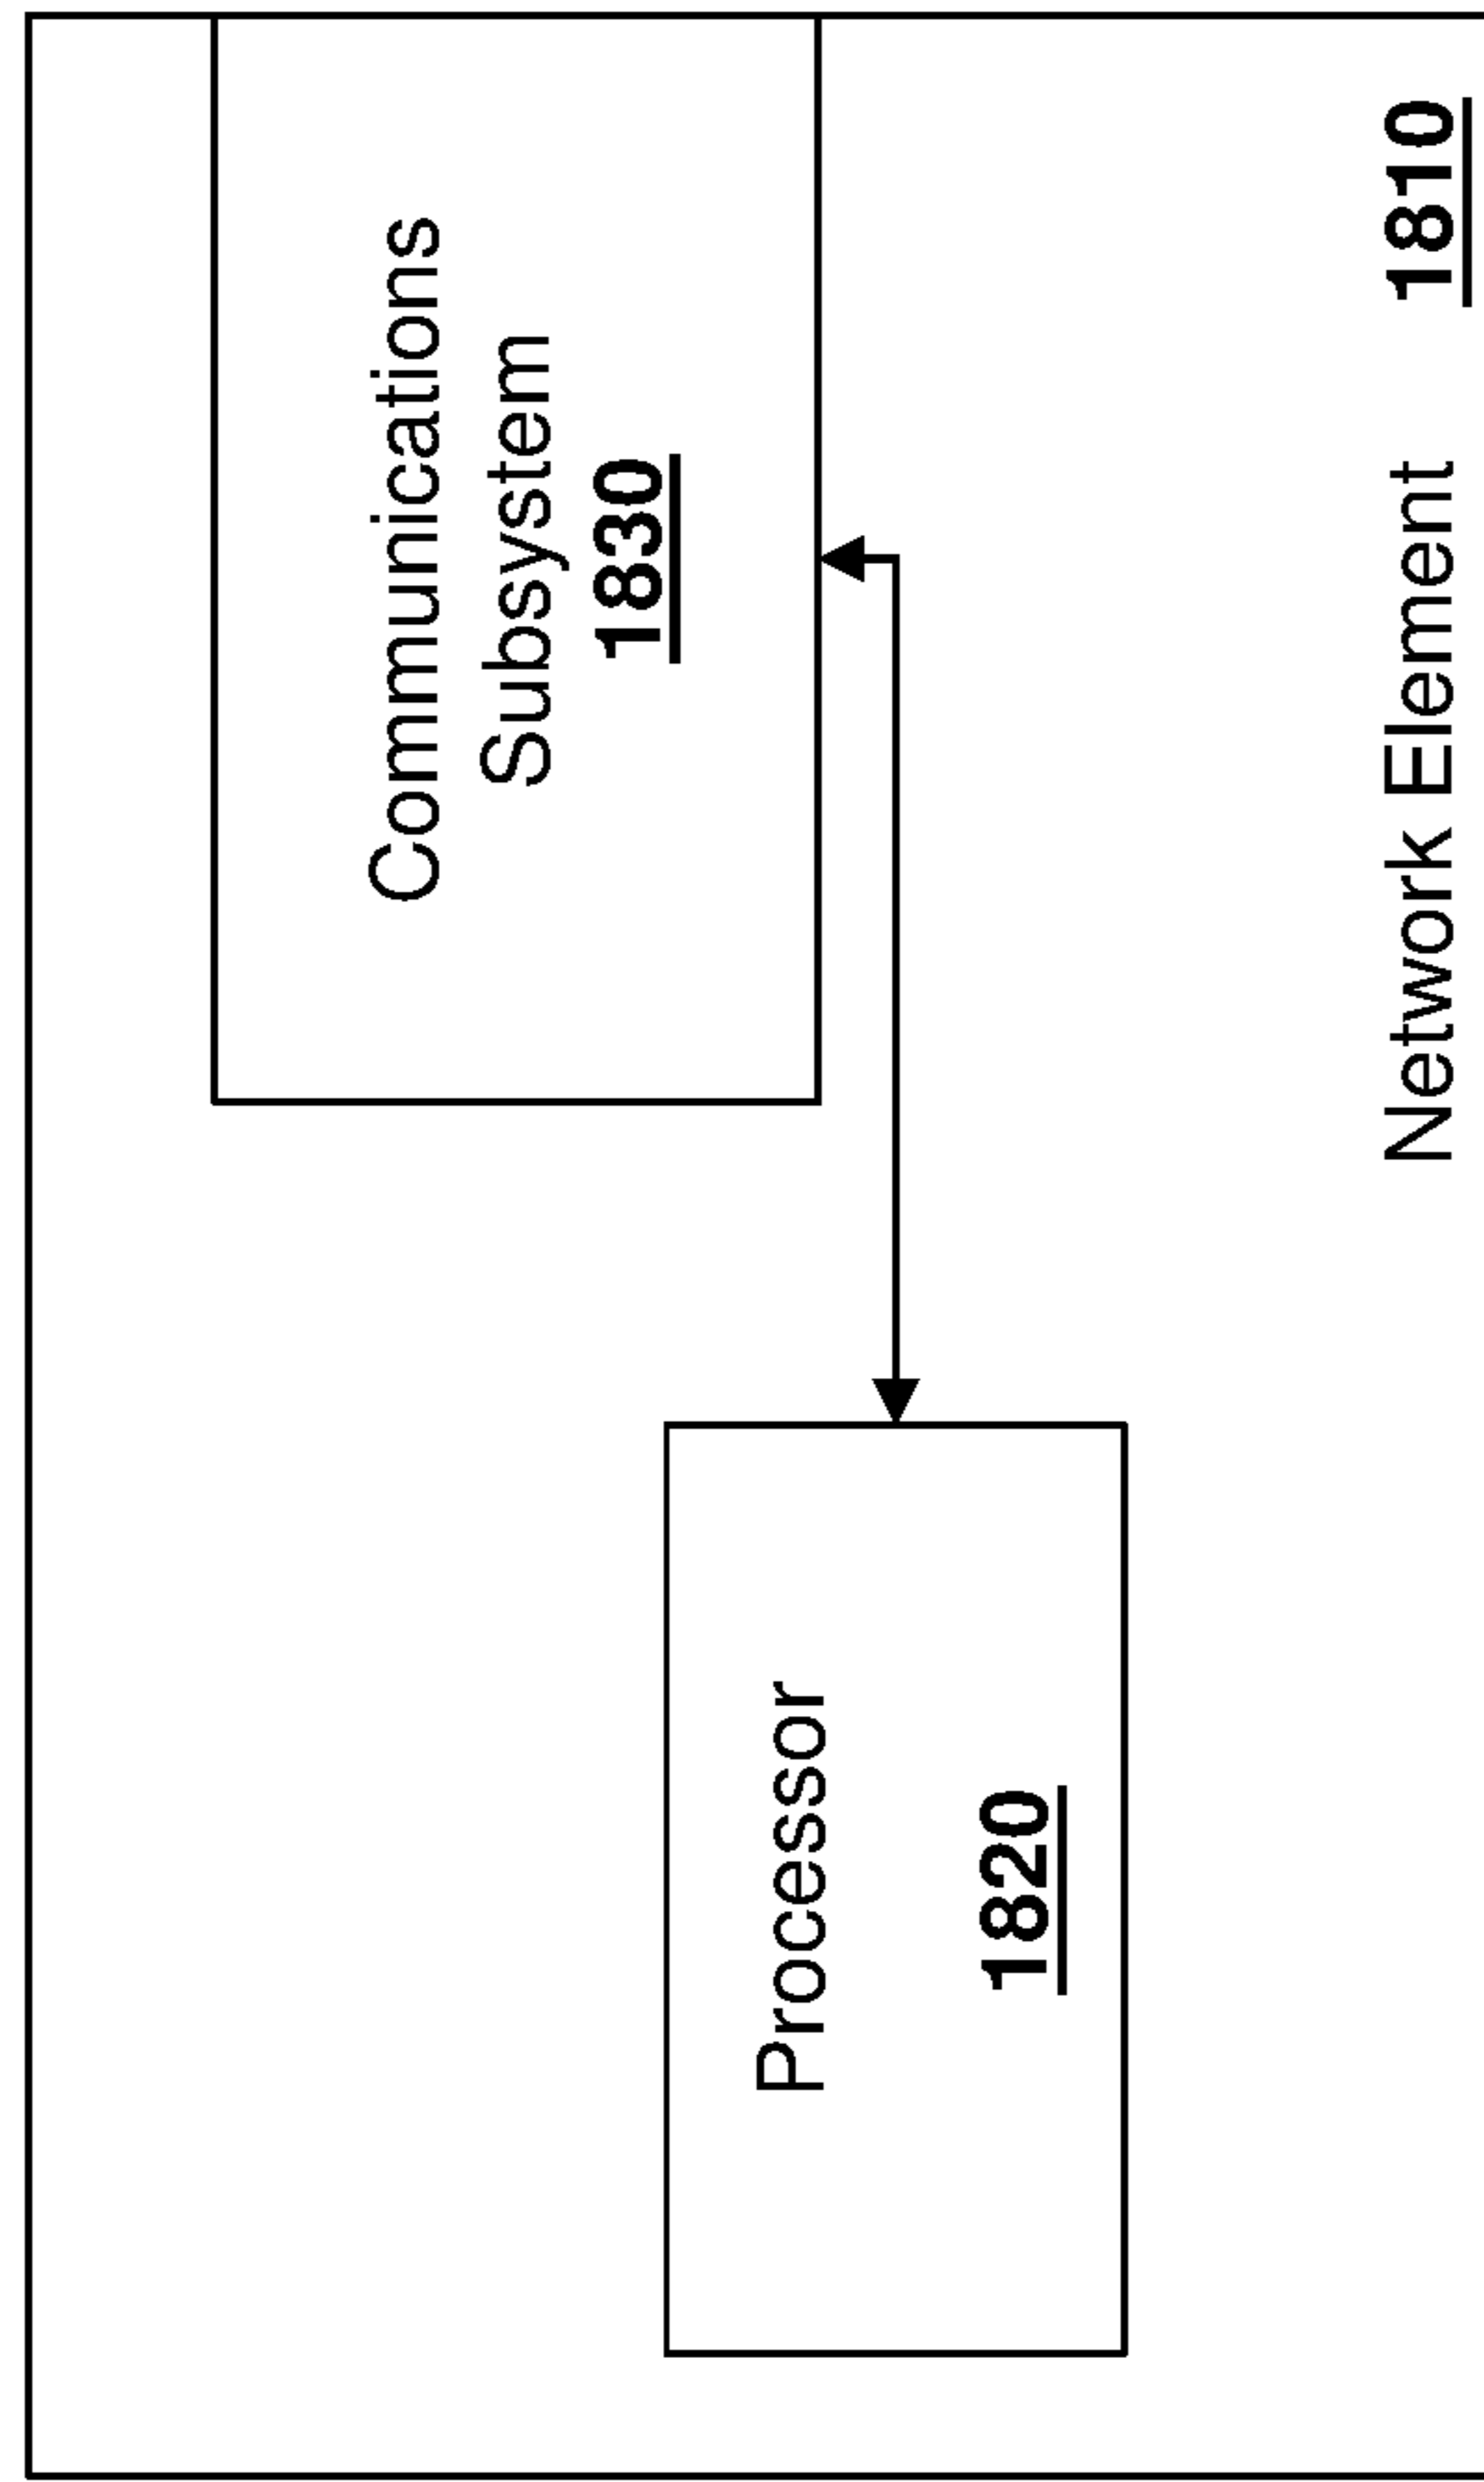 Communications
Subsystem
1830
Processor
1820
Network Element 1810